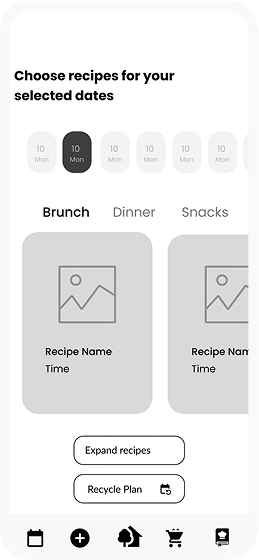 Choose recipes for your
selected dates
10 10 10 10 10 10
Mon Mon Mon Mon Mon Mon
Brunch Dinner Snacks
Recipe Name Recipe Nam
Time Time
Expand recipes
Recycle Plan